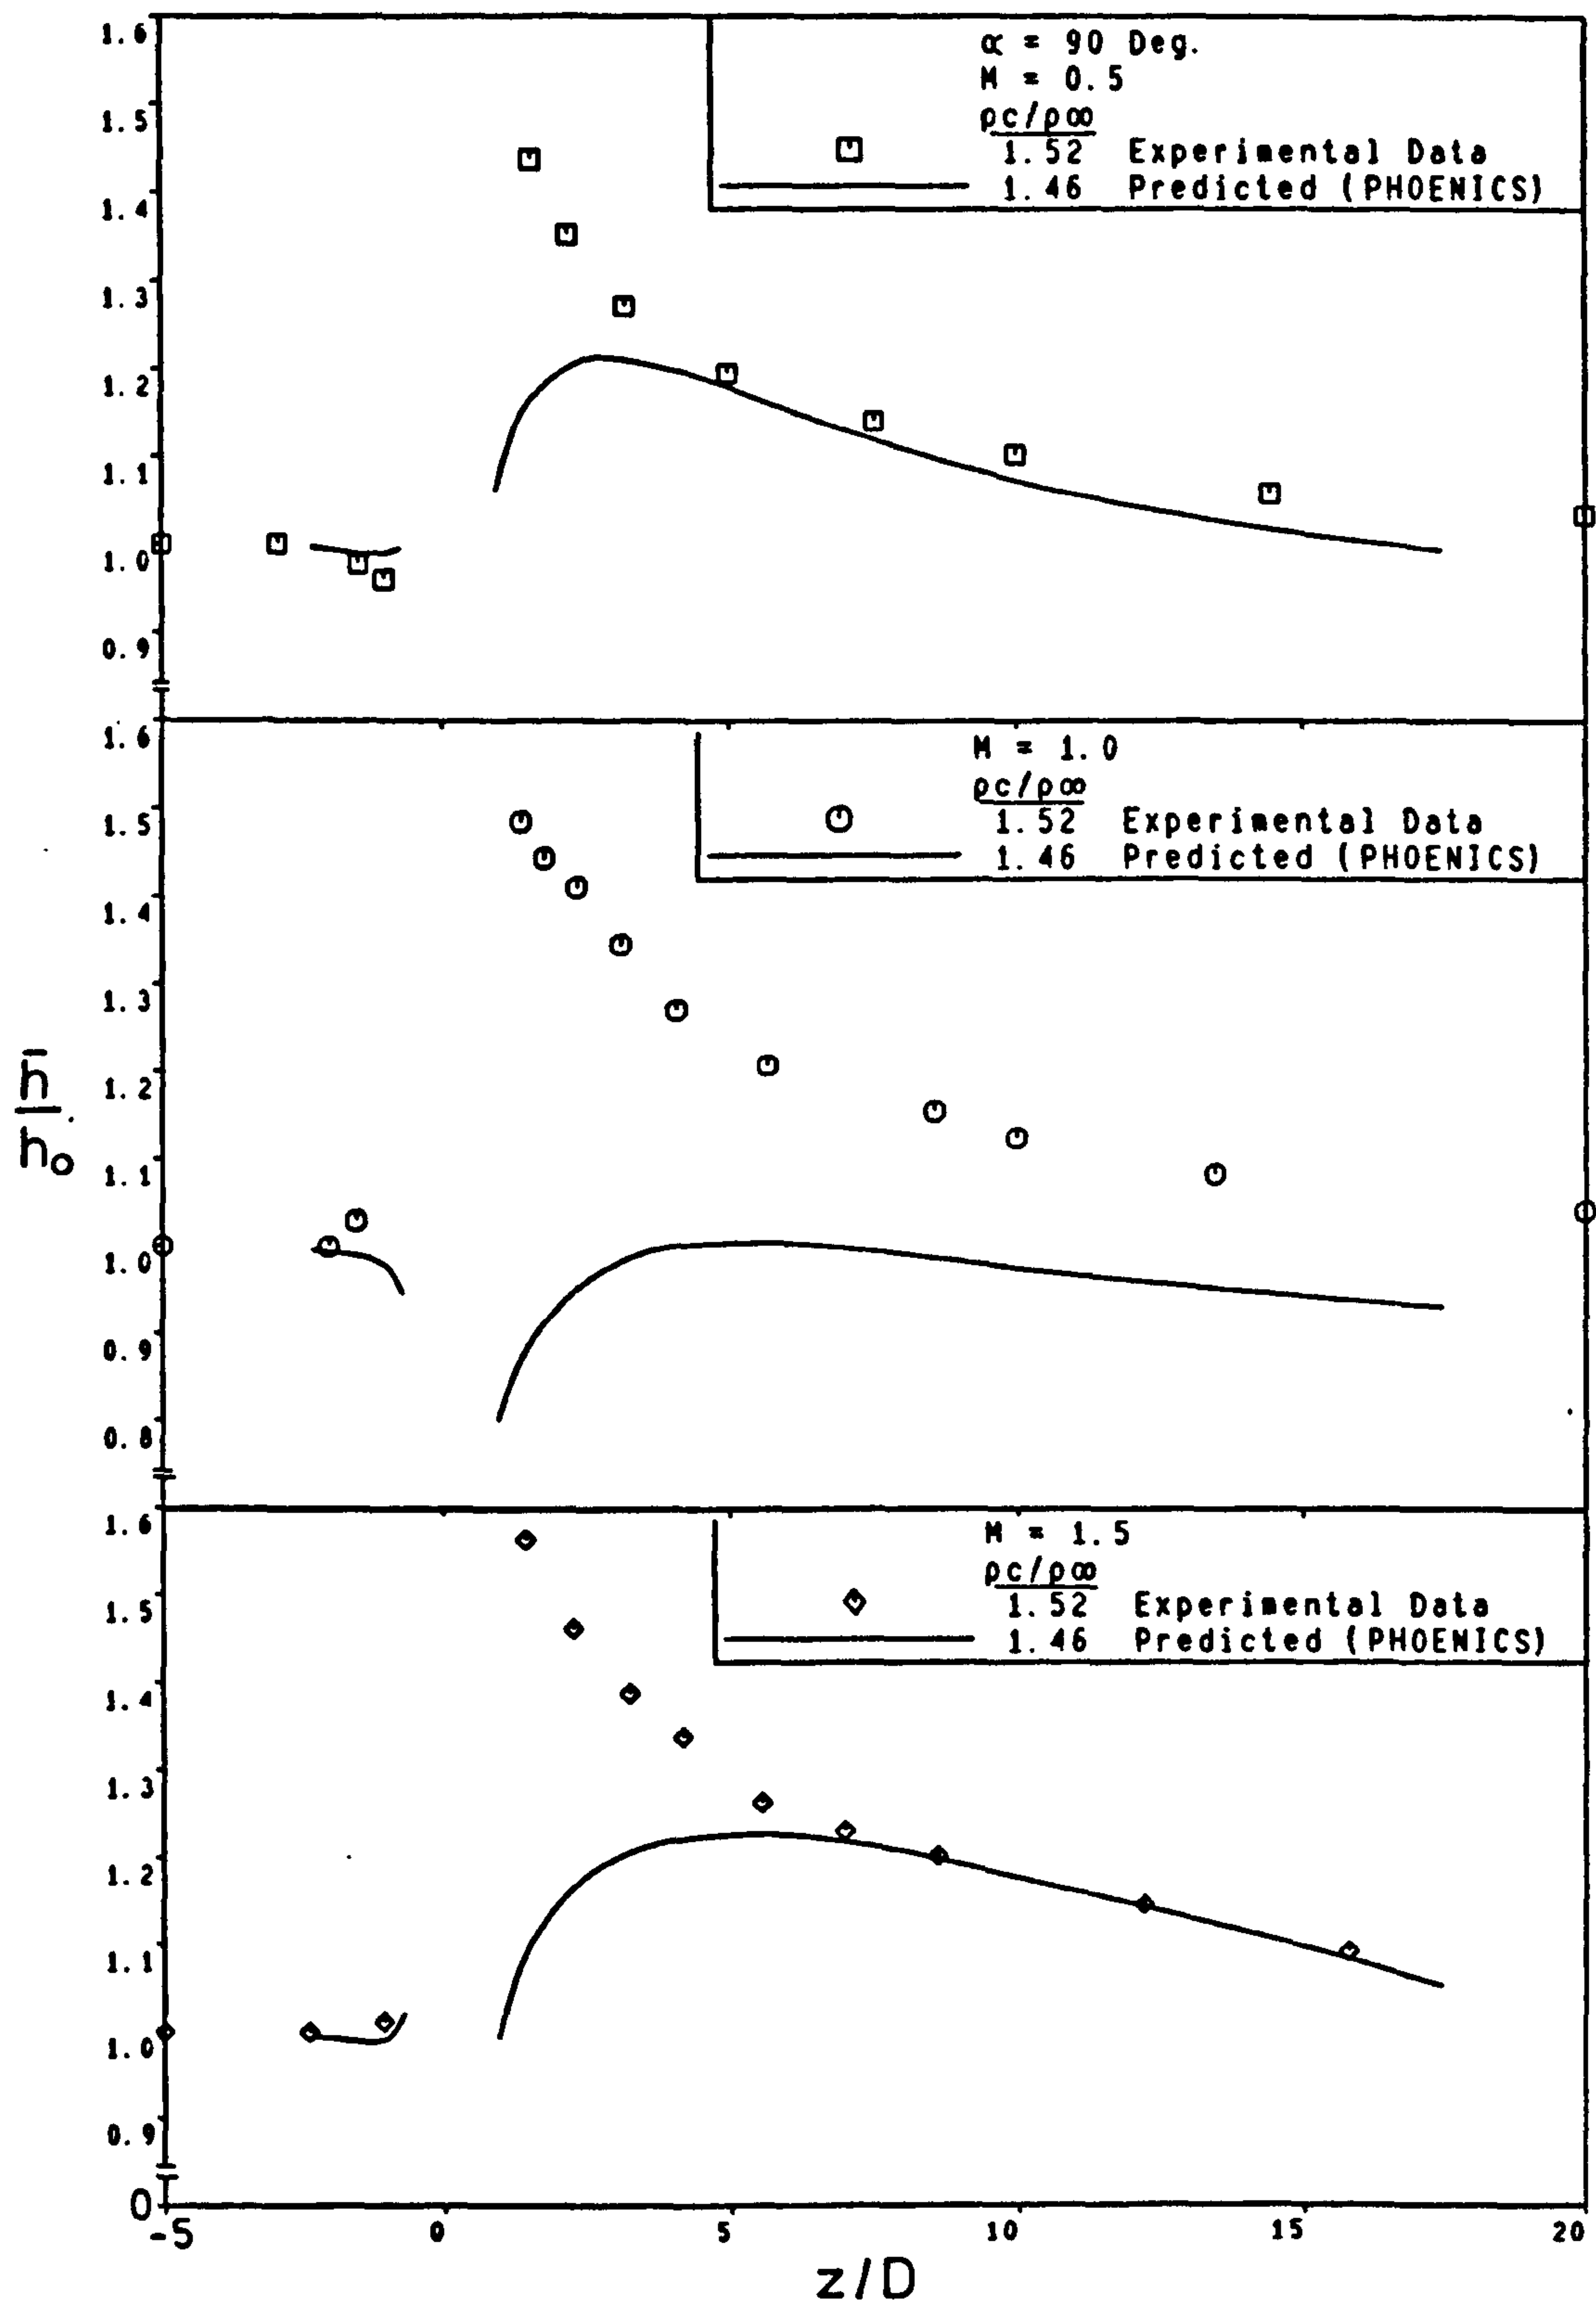 1.6
α = 90 Deg.
M = 0.5
ρc/ρ∞
1.5
1.52 Experimental Data
1.46 Predicted (PHOENICS)
1.4
1.3
1.2
1.1
1.0
0.9
1.6
M = 1.0
ρc/ρ∞
1.5
1.52 Experimental Data
1.46 Predicted (PHOENICS)
1.4
1.3
1.2
1.1
1.0
0.9
0.8
h̄
h₀
1.6
M = 1.5
ρc/ρ∞
1.5
1.52 Experimental Data
1.46 Predicted (PHOENICS)
1.4
1.3
1.2
1.1
1.0
0.9
0
-5 0 5 10 15 20
z/D